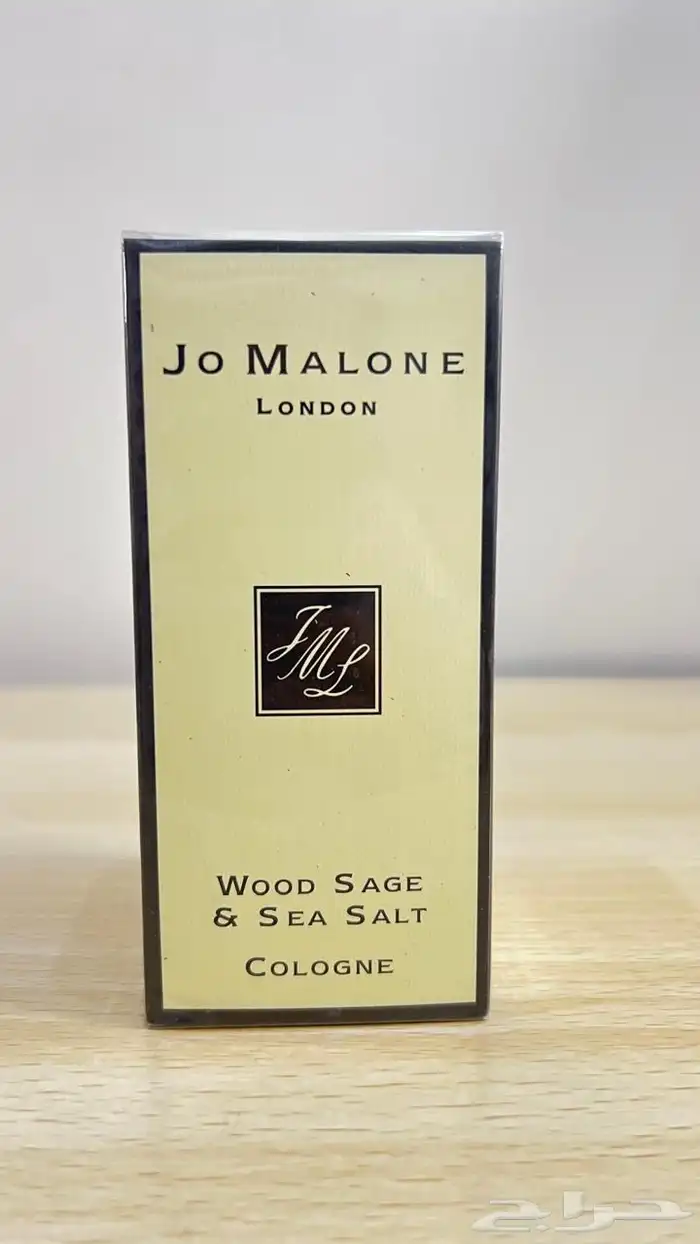 JO MALONE
LONDON
JML
WOOD SAGE
& SEA SALT
COLOGNE
حراج